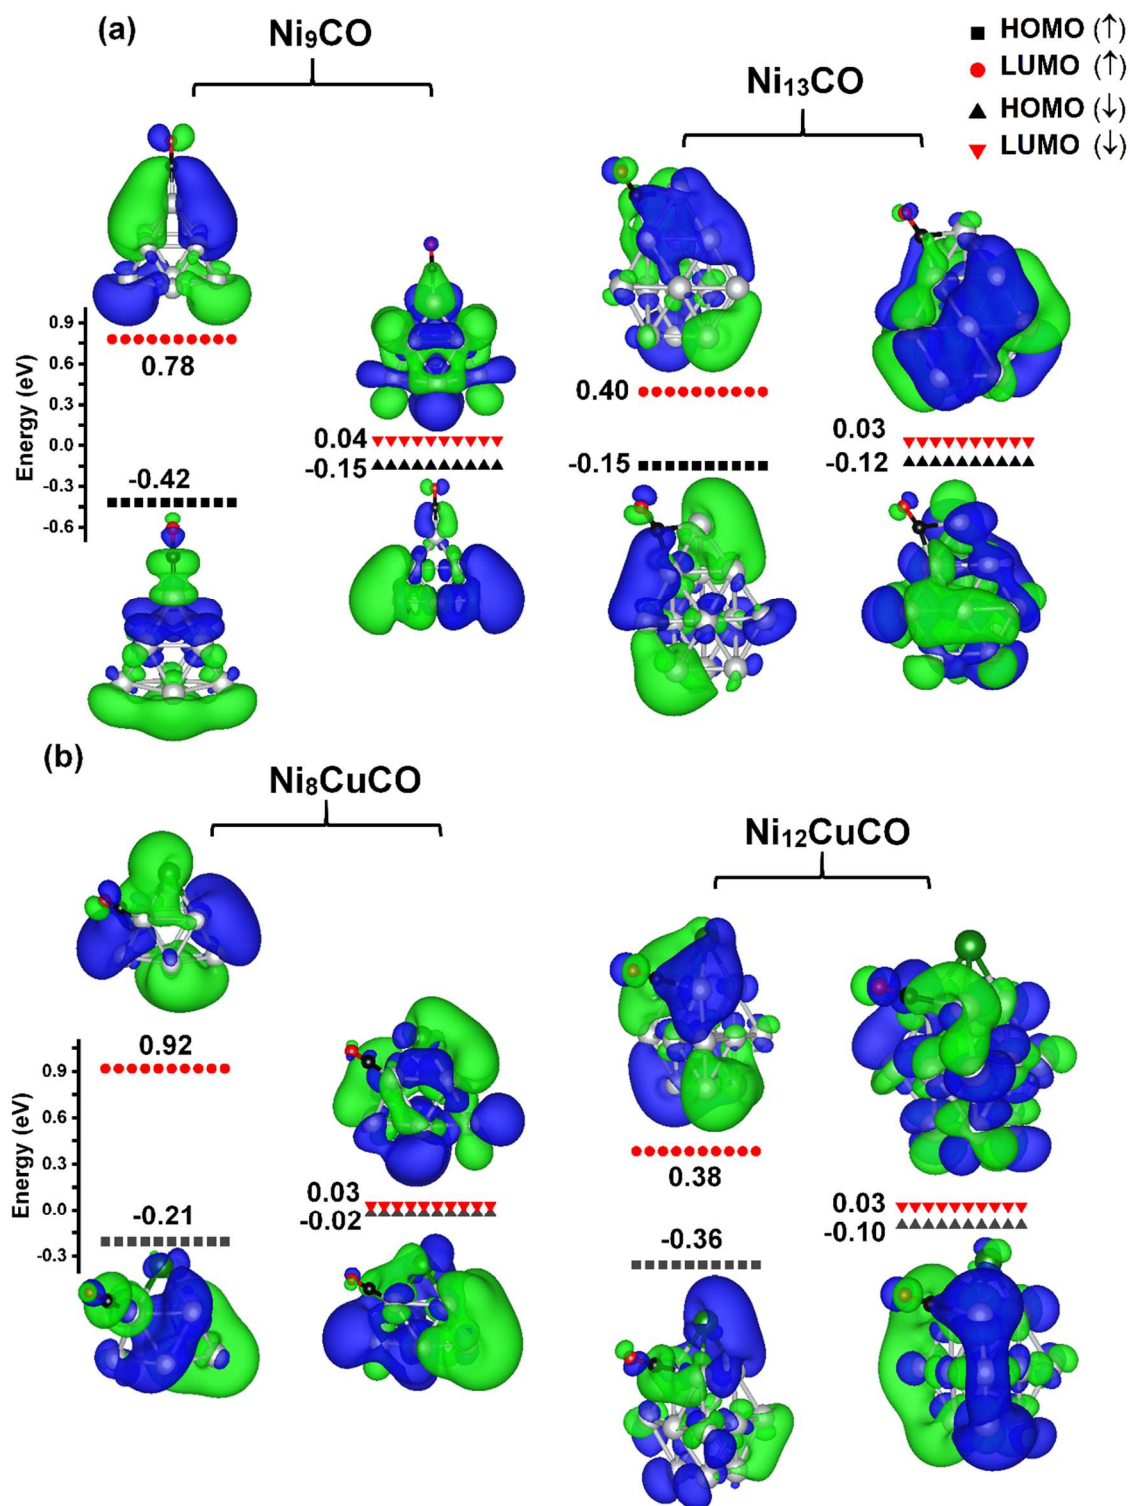 (a)
Ni₉CO
Ni₁₃CO
■ HOMO (↑)
● LUMO (↑)
▲ HOMO (↓)
▼ LUMO (↓)
Energy (eV)
0.9
0.6
0.3
0.0
-0.3
-0.6
0.78
-0.42
0.04
-0.15
0.40
-0.15
0.03
-0.12
(b)
Ni₈CuCO
Ni₁₂CuCO
Energy (eV)
0.9
0.6
0.3
0.0
-0.3
0.92
-0.21
0.03
-0.02
0.38
-0.36
0.03
-0.10